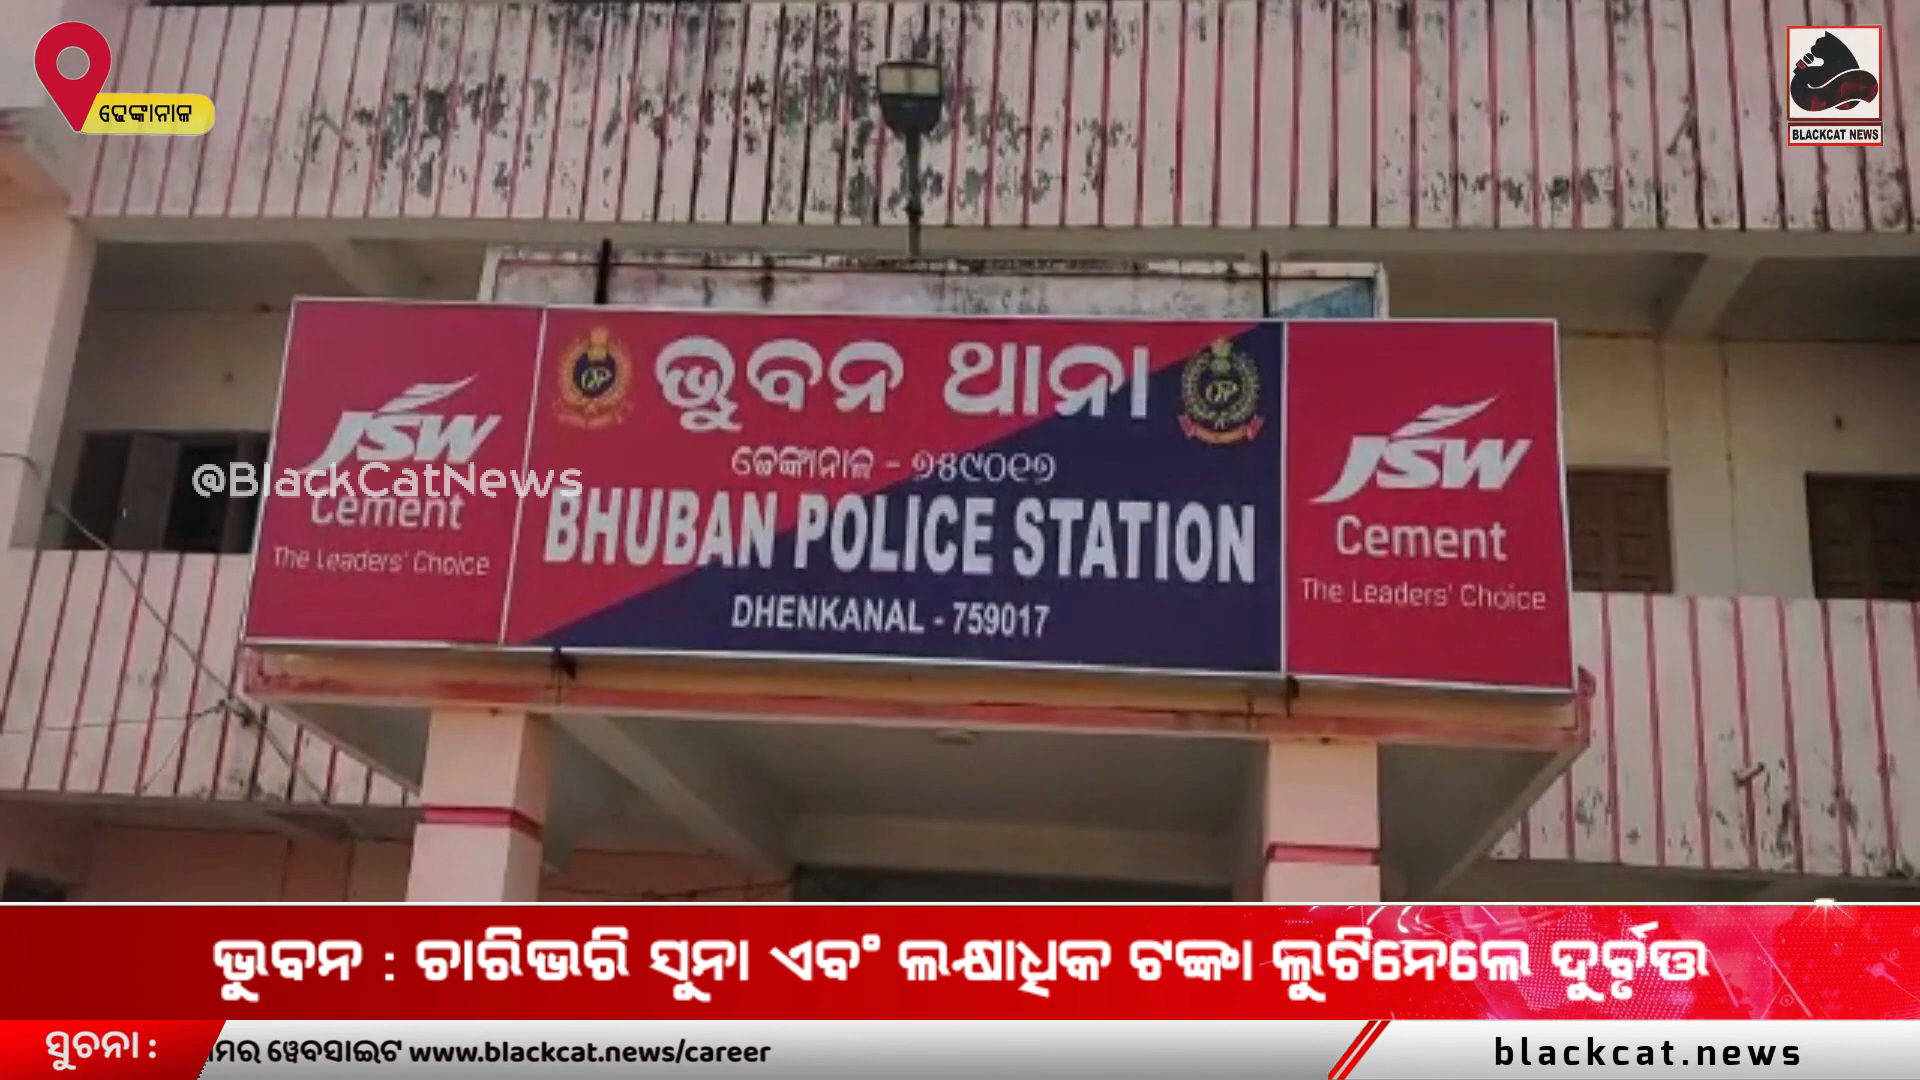 ଢେଙ୍କାନାଳ
BLACKCAT NEWS
ଭୁବନ ଥାନା
ଢେଙ୍କାନାଳ - ୭୫୯୦୧୭
BHUBAN POLICE STATION
DHENKANAL - 759017
JSW
Cement
The Leaders' Choice
@BlackCatNews
JSW
Cement
The Leaders' Choice
ଭୁବନ : ଚାରିଭରି ସୁନା ଏବଂ ଲକ୍ଷାଧିକ ଟଙ୍କା ଲୁଟିନେଲେ ଦୁର୍ବୃତ୍ତ
ସୁଚନା : ମର ୱେବସାଇଟ www.blackcat.news/career
blackcat.news